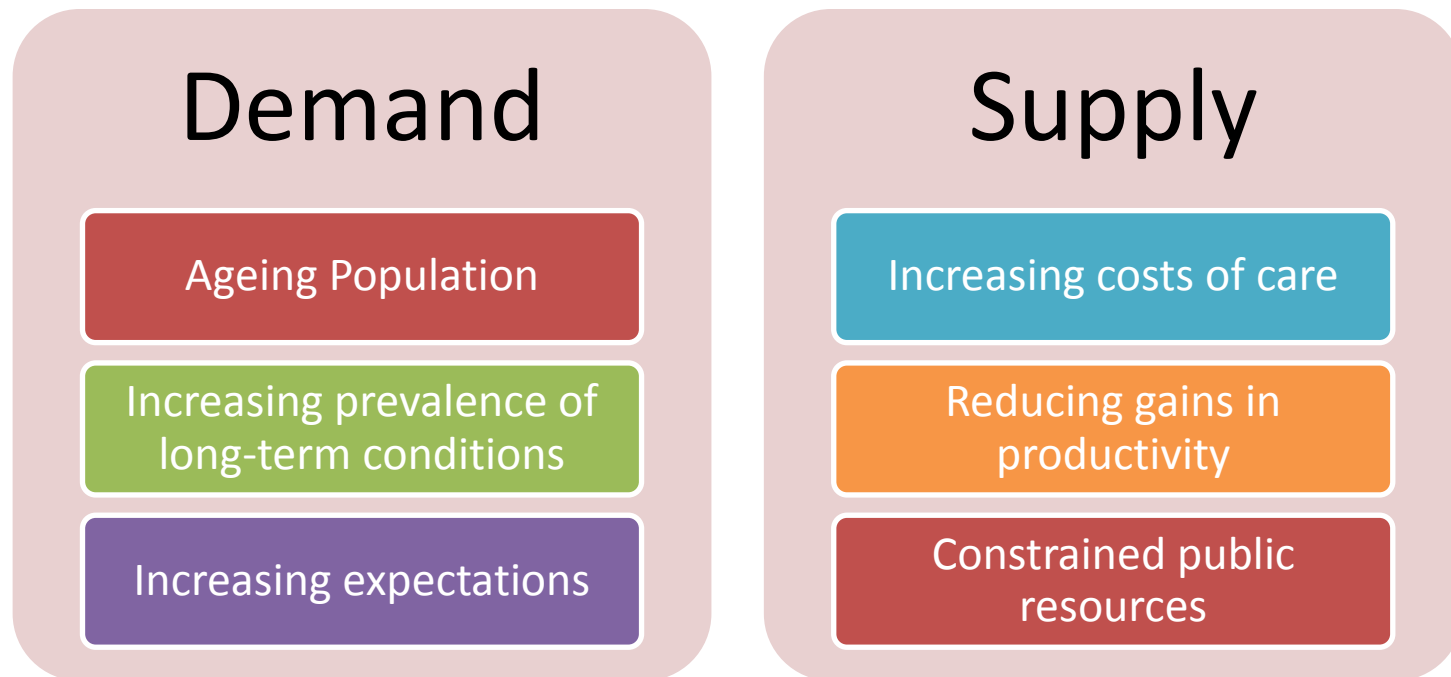 Demand
Ageing Population
Increasing prevalence of
long-term conditions
Increasing expectations
Supply
Increasing costs of care
Reducing gains in
productivity
Constrained public
resources